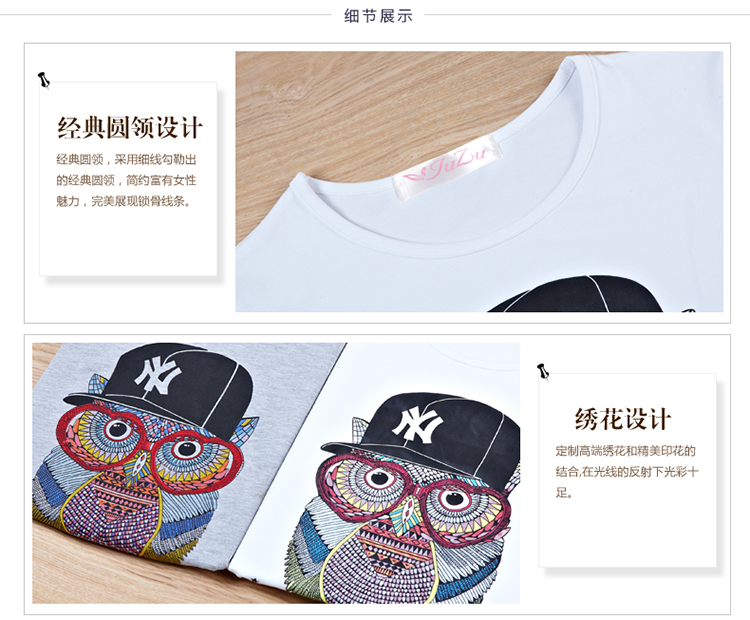 细节展示
经典圆领设计
经典圆领，采用细线勾勒出
的经典圆领，简约富有女性
魅力，完美展现锁骨线条。
JuZu
NY
NY
绣花设计
定制高端绣花和精美印花的
结合,在光线的反射下光彩十
足。